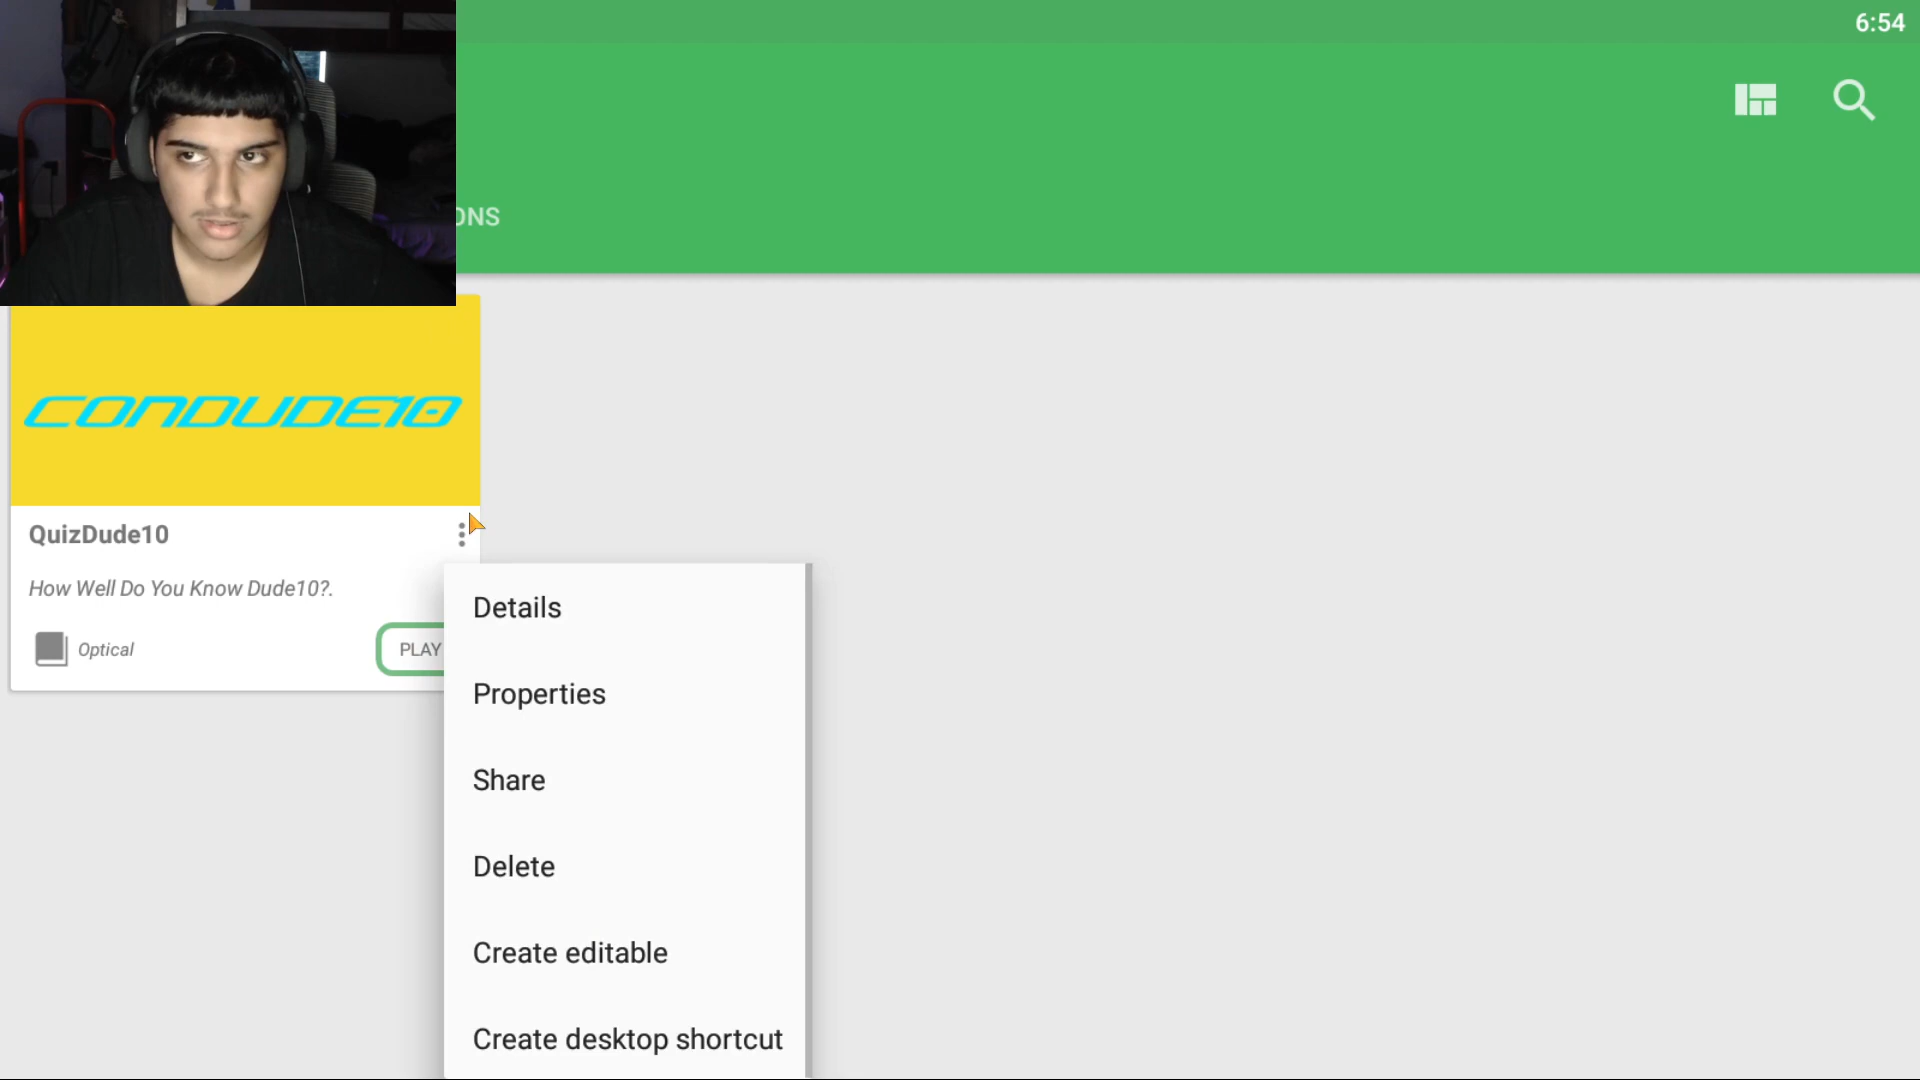 6:54
ONS
CONDUDE10
QuizDude10
How Well Do You Know Dude10?.
Optical
PLAY
Details
Properties
Share
Delete
Create editable
Create desktop shortcut